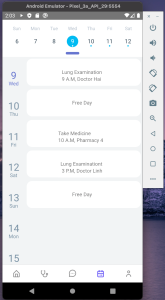 Android Emulator - Pixel_3a_API_29:5554
2:03
Sun Mon Tue Wed Thu Fri Sat
6 7 8 9 10 11 12
9 Wed
Lung Examination
9 A.M, Doctor Hai
10 Thu
Free Day
11 Fri
Take Medicine
10 A.M, Pharmacy 4
12 Sat
Lung Examinationt
3 P.M, Doctor Linh
13 Sun
Free Day
14 Mon
15